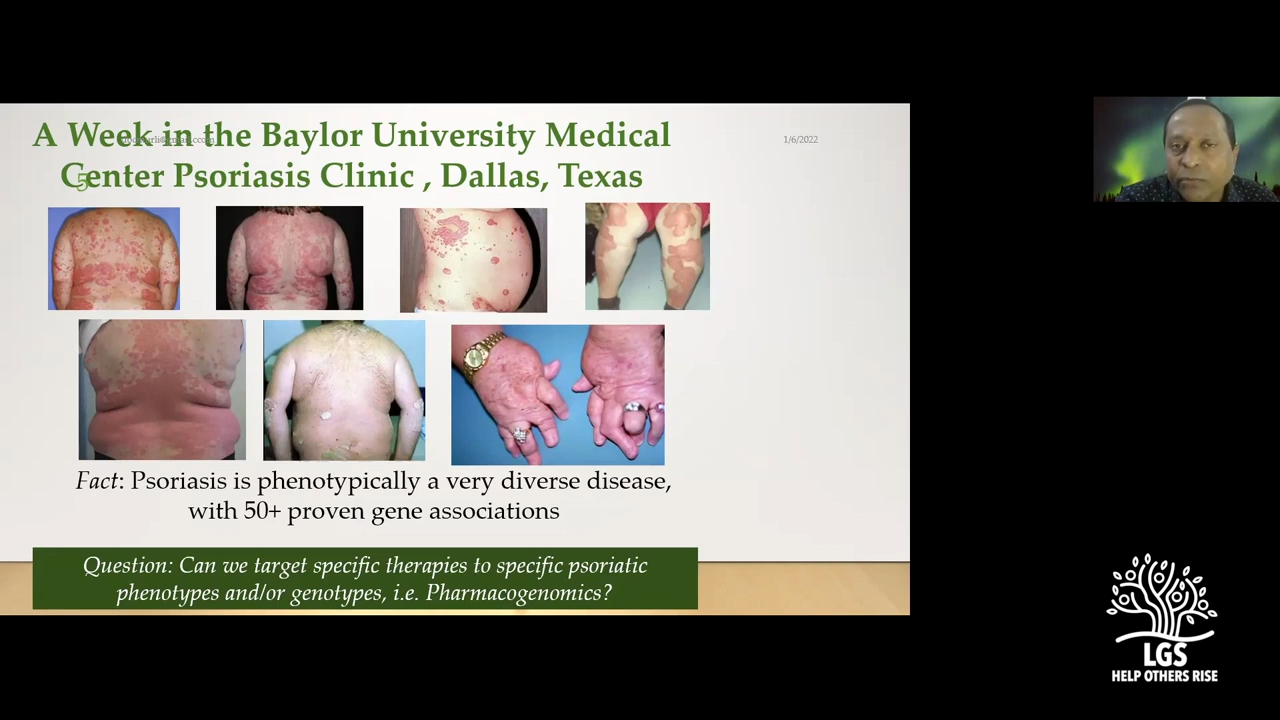 A Week in the Baylor University Medical
Center Psoriasis Clinic , Dallas, Texas
1/6/2022
5
Fact: Psoriasis is phenotypically a very diverse disease,
with 50+ proven gene associations
Question: Can we target specific therapies to specific psoriatic
phenotypes and/or genotypes, i.e. Pharmacogenomics?
LGS
HELP OTHERS RISE